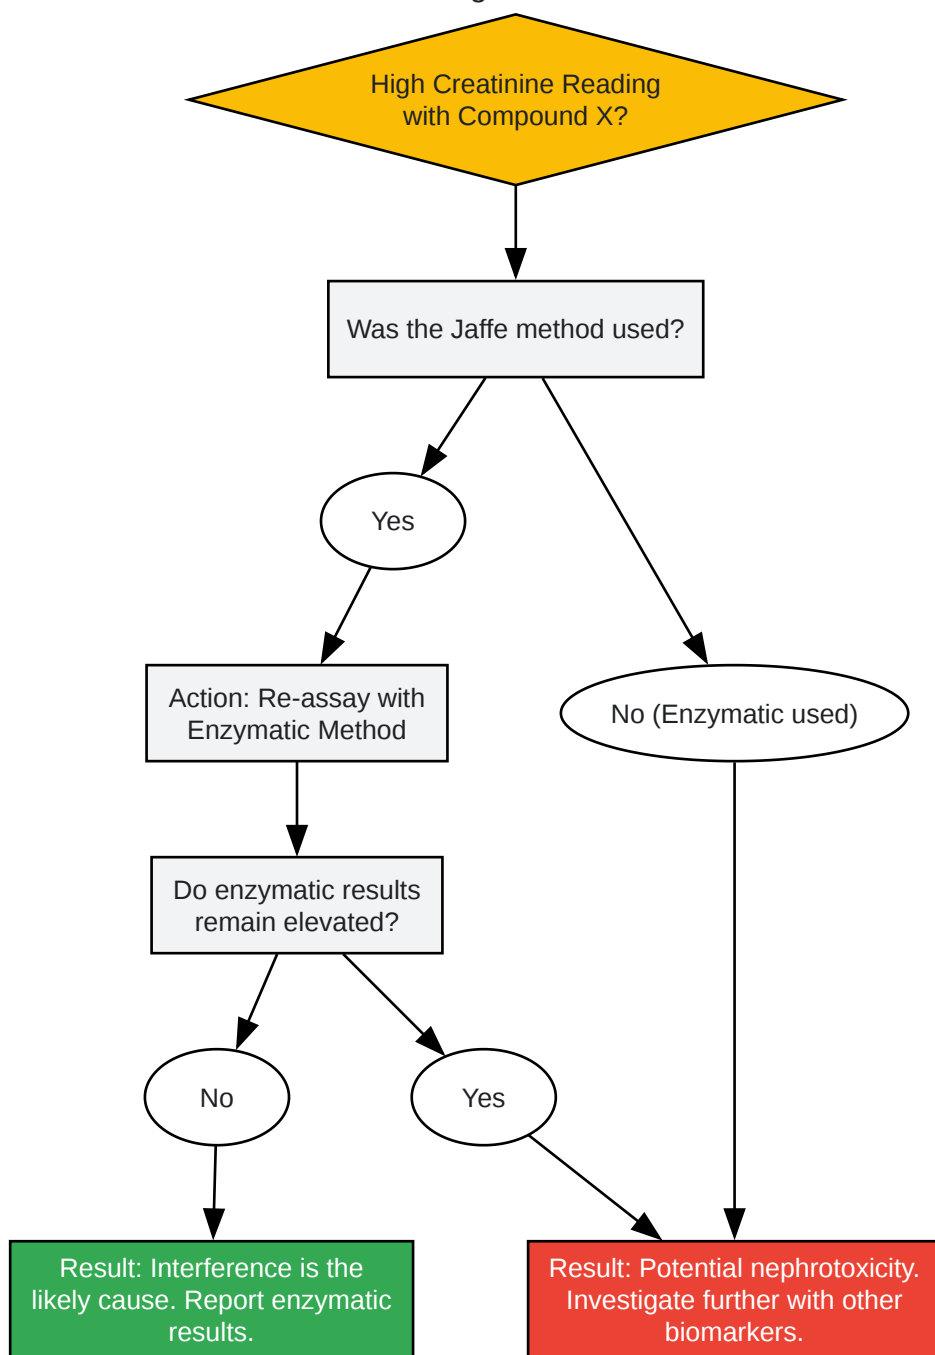 High Creatinine Reading
with Compound X?
Was the Jaffe method used?
Yes
Action: Re-assay with
Enzymatic Method
No (Enzymatic used)
Do enzymatic results
remain elevated?
No
Yes
Result: Interference is the
likely cause. Report enzymatic
results.
Result: Potential nephrotoxicity.
Investigate further with other
biomarkers.